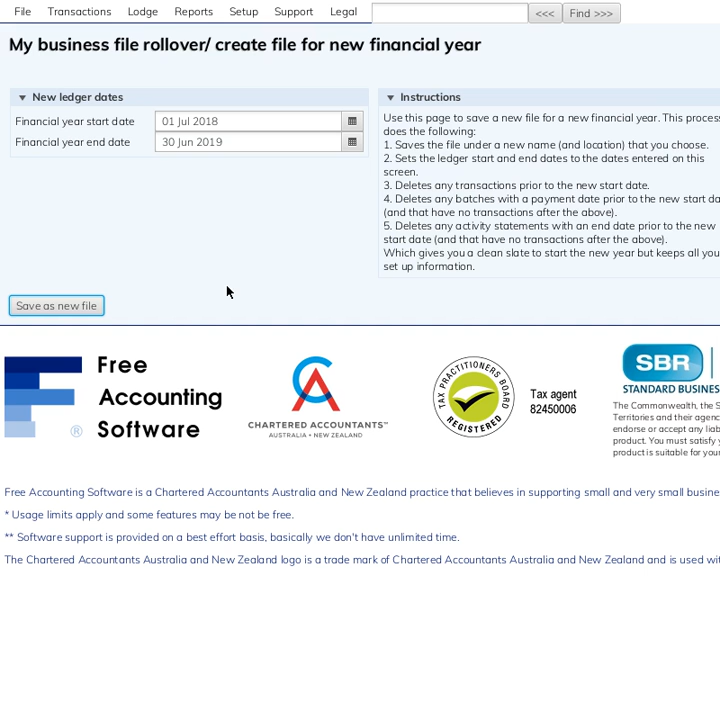 File Transactions Lodge Reports Setup Support Legal <<< Find >>>
My business file rollover/ create file for new financial year
New ledger dates
Financial year start date 01 Jul 2018
Financial year end date 30 Jun 2019
Instructions
Use this page to save a new file for a new financial year. This process
does the following:
1. Saves the file under a new name (and location) that you choose.
2. Sets the ledger start and end dates to the dates entered on this
screen.
3. Deletes any transactions prior to the new start date.
4. Deletes any batches with a payment date prior to the new start da
(and that have no transactions after the above).
5. Deletes any activity statements with an end date prior to the new
start date (and that have no transactions after the above).
Which gives you a clean slate to start the new year but keeps all you
set up information.
Save as new file
Free
Accounting
Software
®
CHARTERED ACCOUNTANTS™
AUSTRALIA • NEW ZEALAND
TAX PRACTITIONERS BOARD
REGISTERED
Tax agent
82450006
SBR
STANDARD BUSINES
The Commonwealth, the S
Territories and their agenc
endorse or accept any liab
product. You must satisfy y
product is suitable for your
Free Accounting Software is a Chartered Accountants Australia and New Zealand practice that believes in supporting small and very small busine
* Usage limits apply and some features may be not be free.
** Software support is provided on a best effort basis, basically we don't have unlimited time.
The Chartered Accountants Australia and New Zealand logo is a trade mark of Chartered Accountants Australia and New Zealand and is used wit